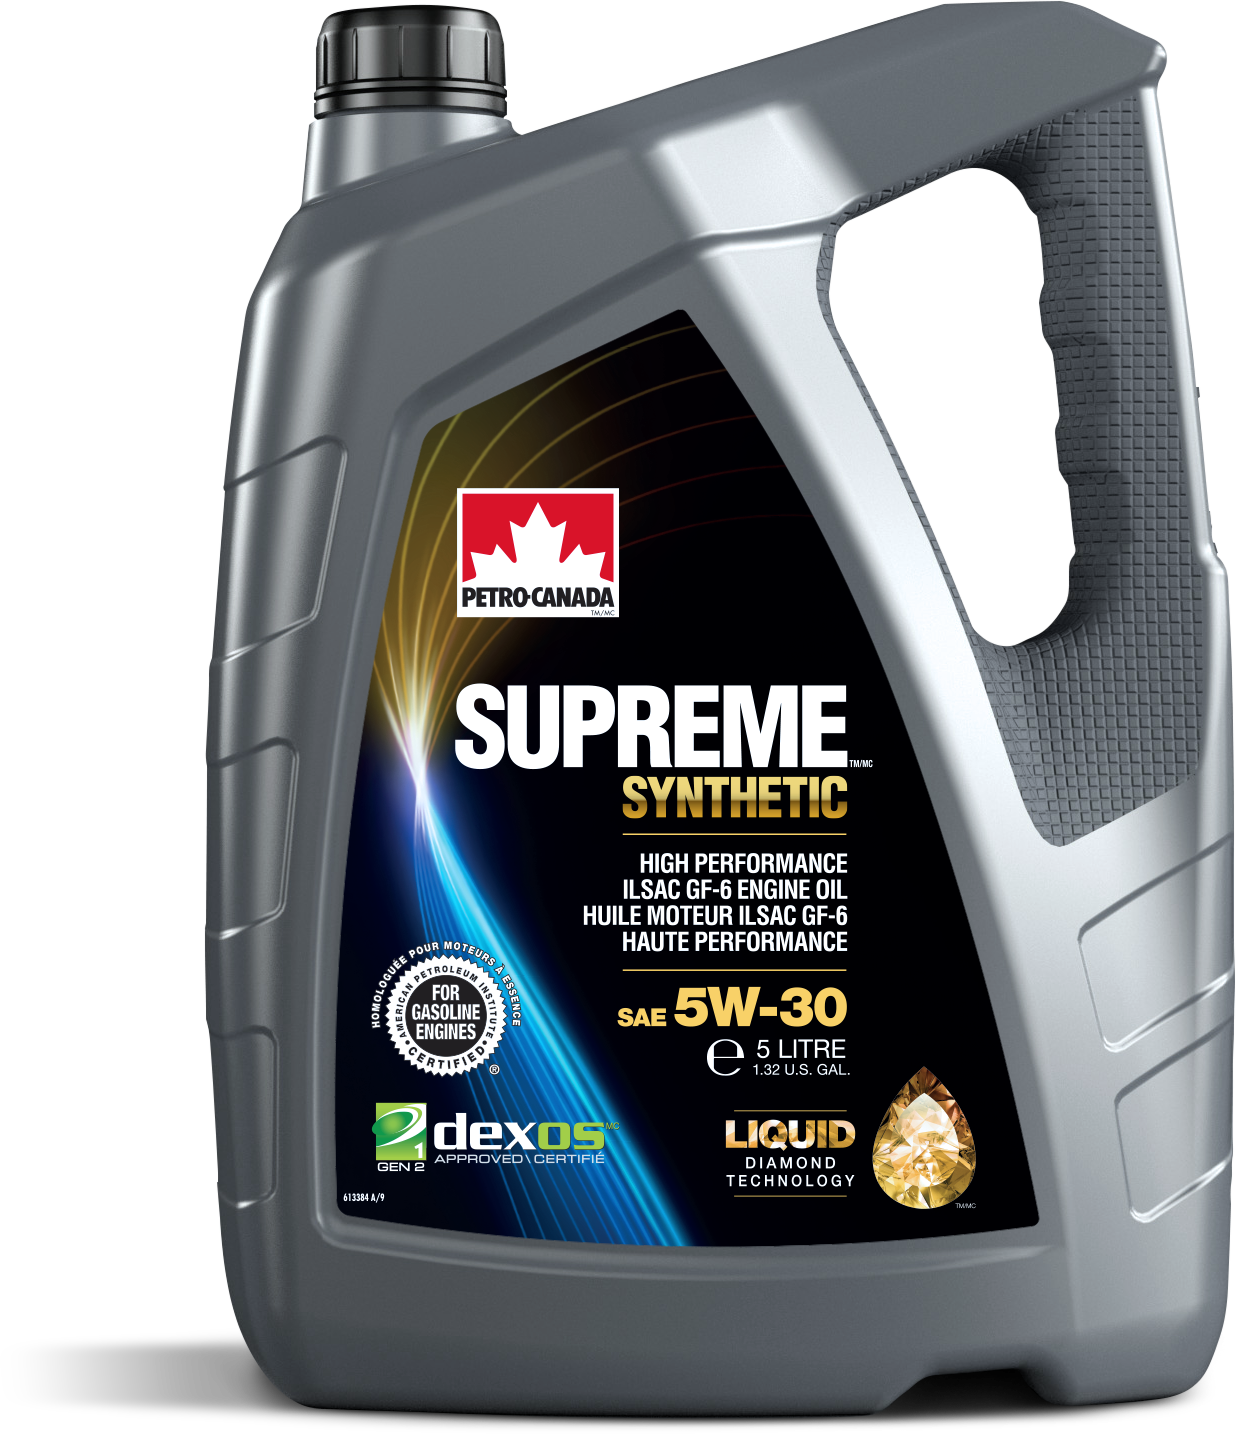 PETRO-CANADA
TM/MC
SUPREME
TM/MC
SYNTHETIC
HIGH PERFORMANCE
ILSAC GF-6 ENGINE OIL
HUILE MOTEUR ILSAC GF-6
HAUTE PERFORMANCE
SAE 5W-30
e 5 LITRE
1.32 U.S. GAL.
HOMOLOGUÉE POUR MOTEURS À ESSENCE
AMERICAN PETROLEUM INSTITUTE
FOR
GASOLINE
ENGINES
•CERTIFIED•
®
1
GEN 2
dexos MC
APPROVED\CERTIFIÉ
LIQUID
DIAMOND
TECHNOLOGY
TM/MC
613384 A/9